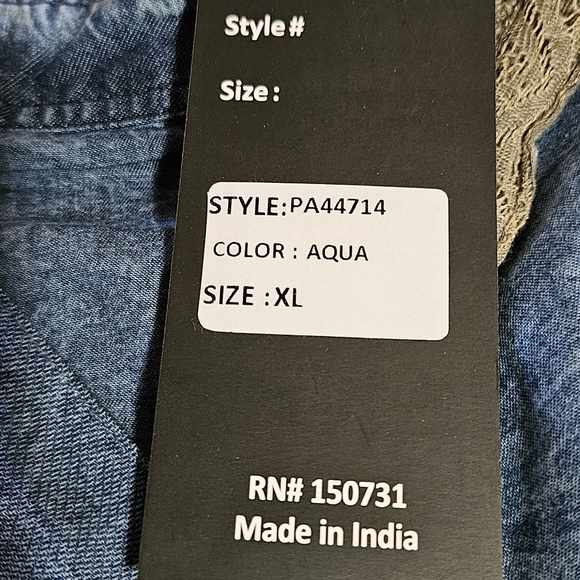 Style#
Size:
STYLE:PA44714
COLOR : AQUA
SIZE :XL
RN# 150731
Made in India